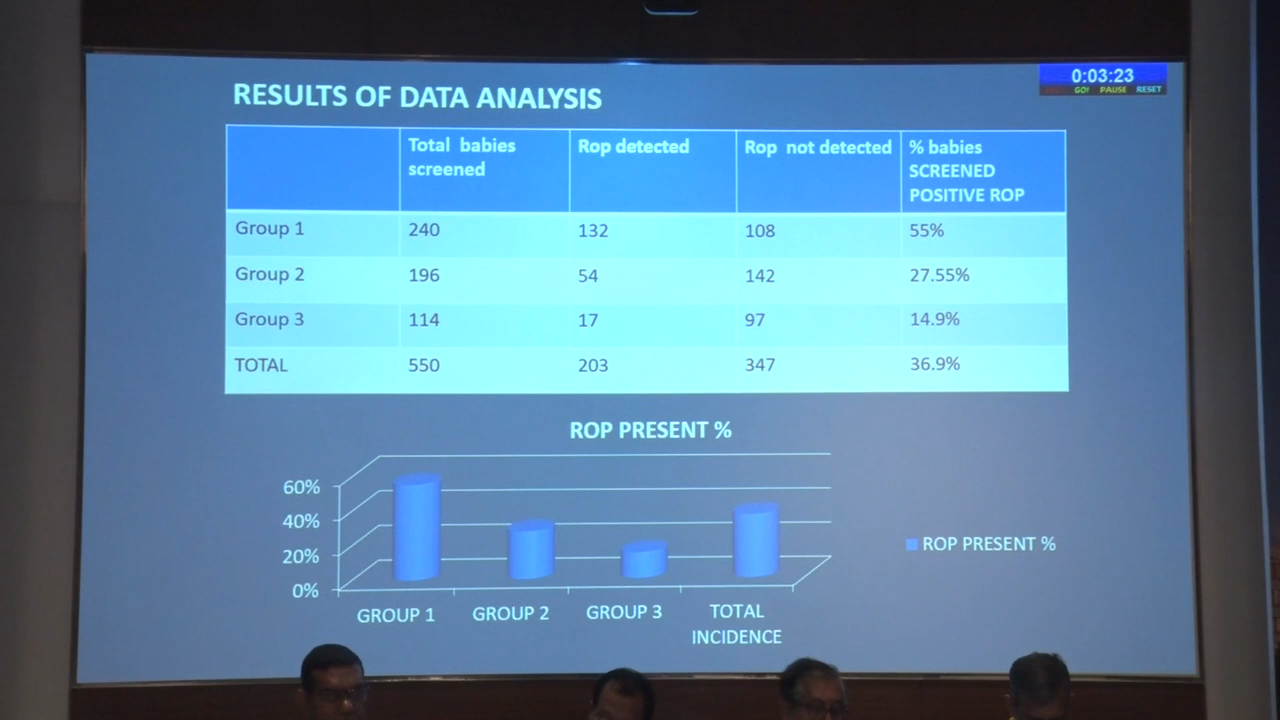 0:03:23
GO! PAUSE RESET
RESULTS OF DATA ANALYSIS
Total babies screened Rop detected Rop not detected % babies SCREENED POSITIVE ROP
Group 1 240 132 108 55%
Group 2 196 54 142 27.55%
Group 3 114 17 97 14.9%
TOTAL 550 203 347 36.9%
ROP PRESENT %
60%
40%
20%
0%
GROUP 1 GROUP 2 GROUP 3 TOTAL INCIDENCE
ROP PRESENT %